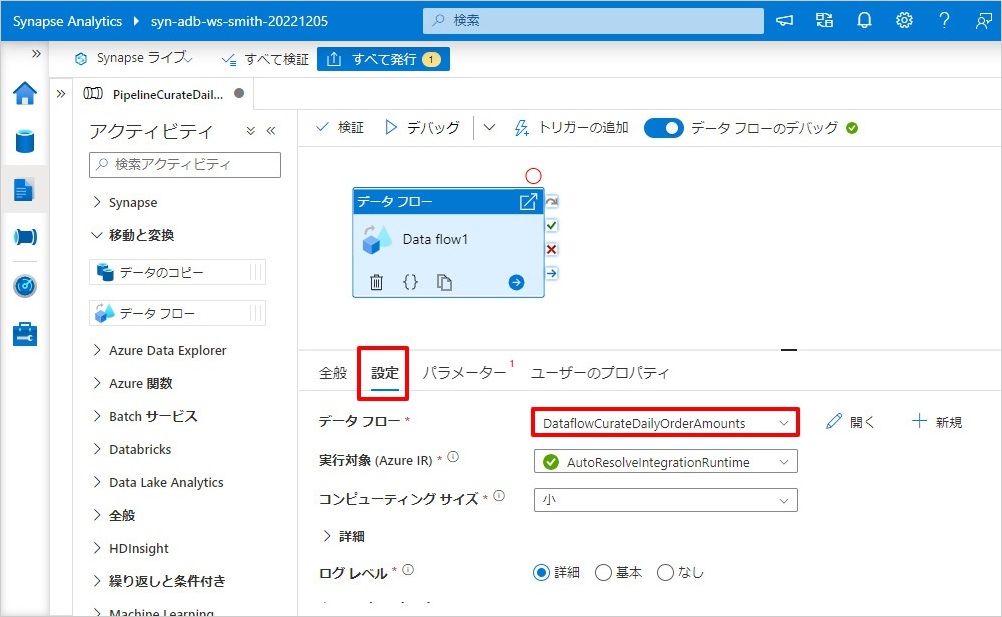 Synapse Analytics syn-adb-ws-smith-20221205 検索
Synapse ライブ すべて検証 すべて発行 1
PipelineCurateDail...
アクティビティ
検証 デバッグ トリガーの追加 データ フローのデバッグ
検索アクティビティ
Synapse
移動と変換
データのコピー
データ フロー
Azure Data Explorer
Azure 関数
Batch サービス
Databricks
Data Lake Analytics
全般
HDInsight
繰り返しと条件付き
Machine Learning
データ フロー
Data flow1
全般 設定 パラメーター 1 ユーザーのプロパティ
データ フロー * DataflowCurateDailyOrderAmounts 開く 新規
実行対象 (Azure IR) * AutoResolveIntegrationRuntime
コンピューティング サイズ * 小
詳細
ログ レベル * 詳細 基本 なし